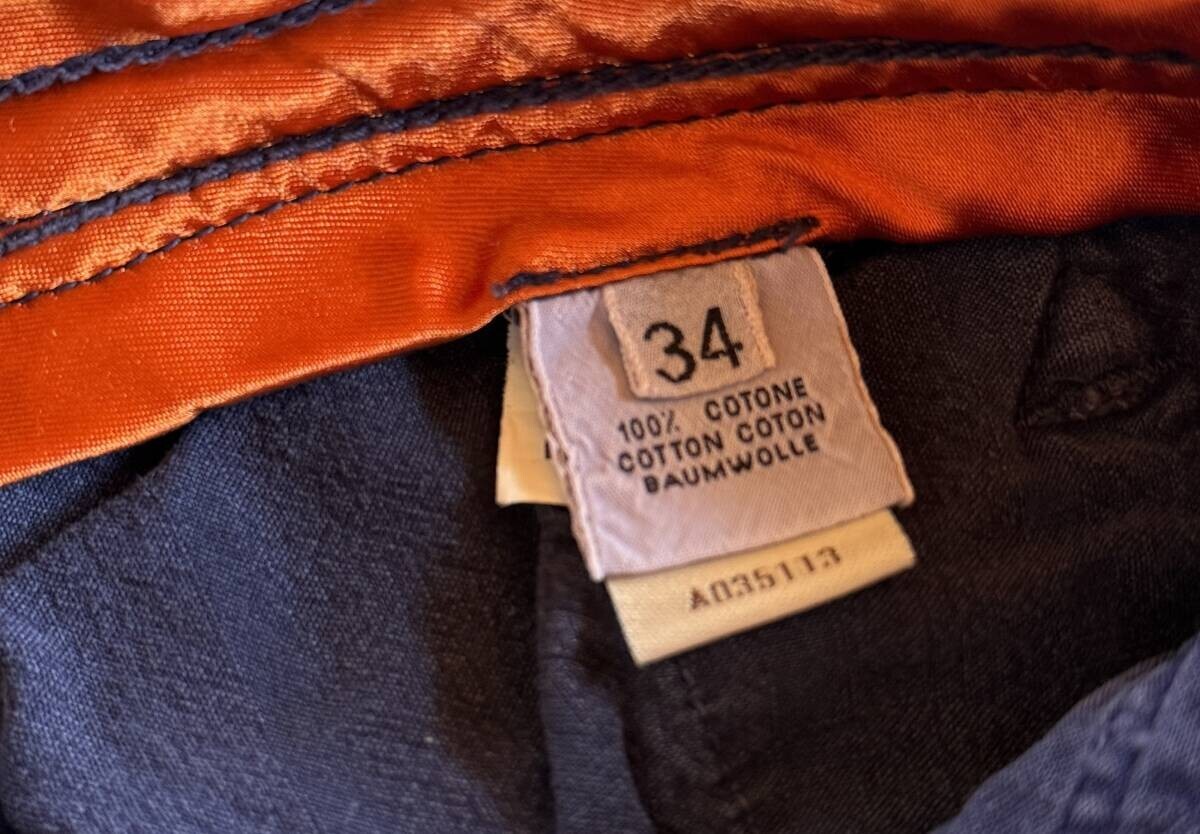 34
100% COTONE
COTTON COTON
BAUMWOLLE
A035113